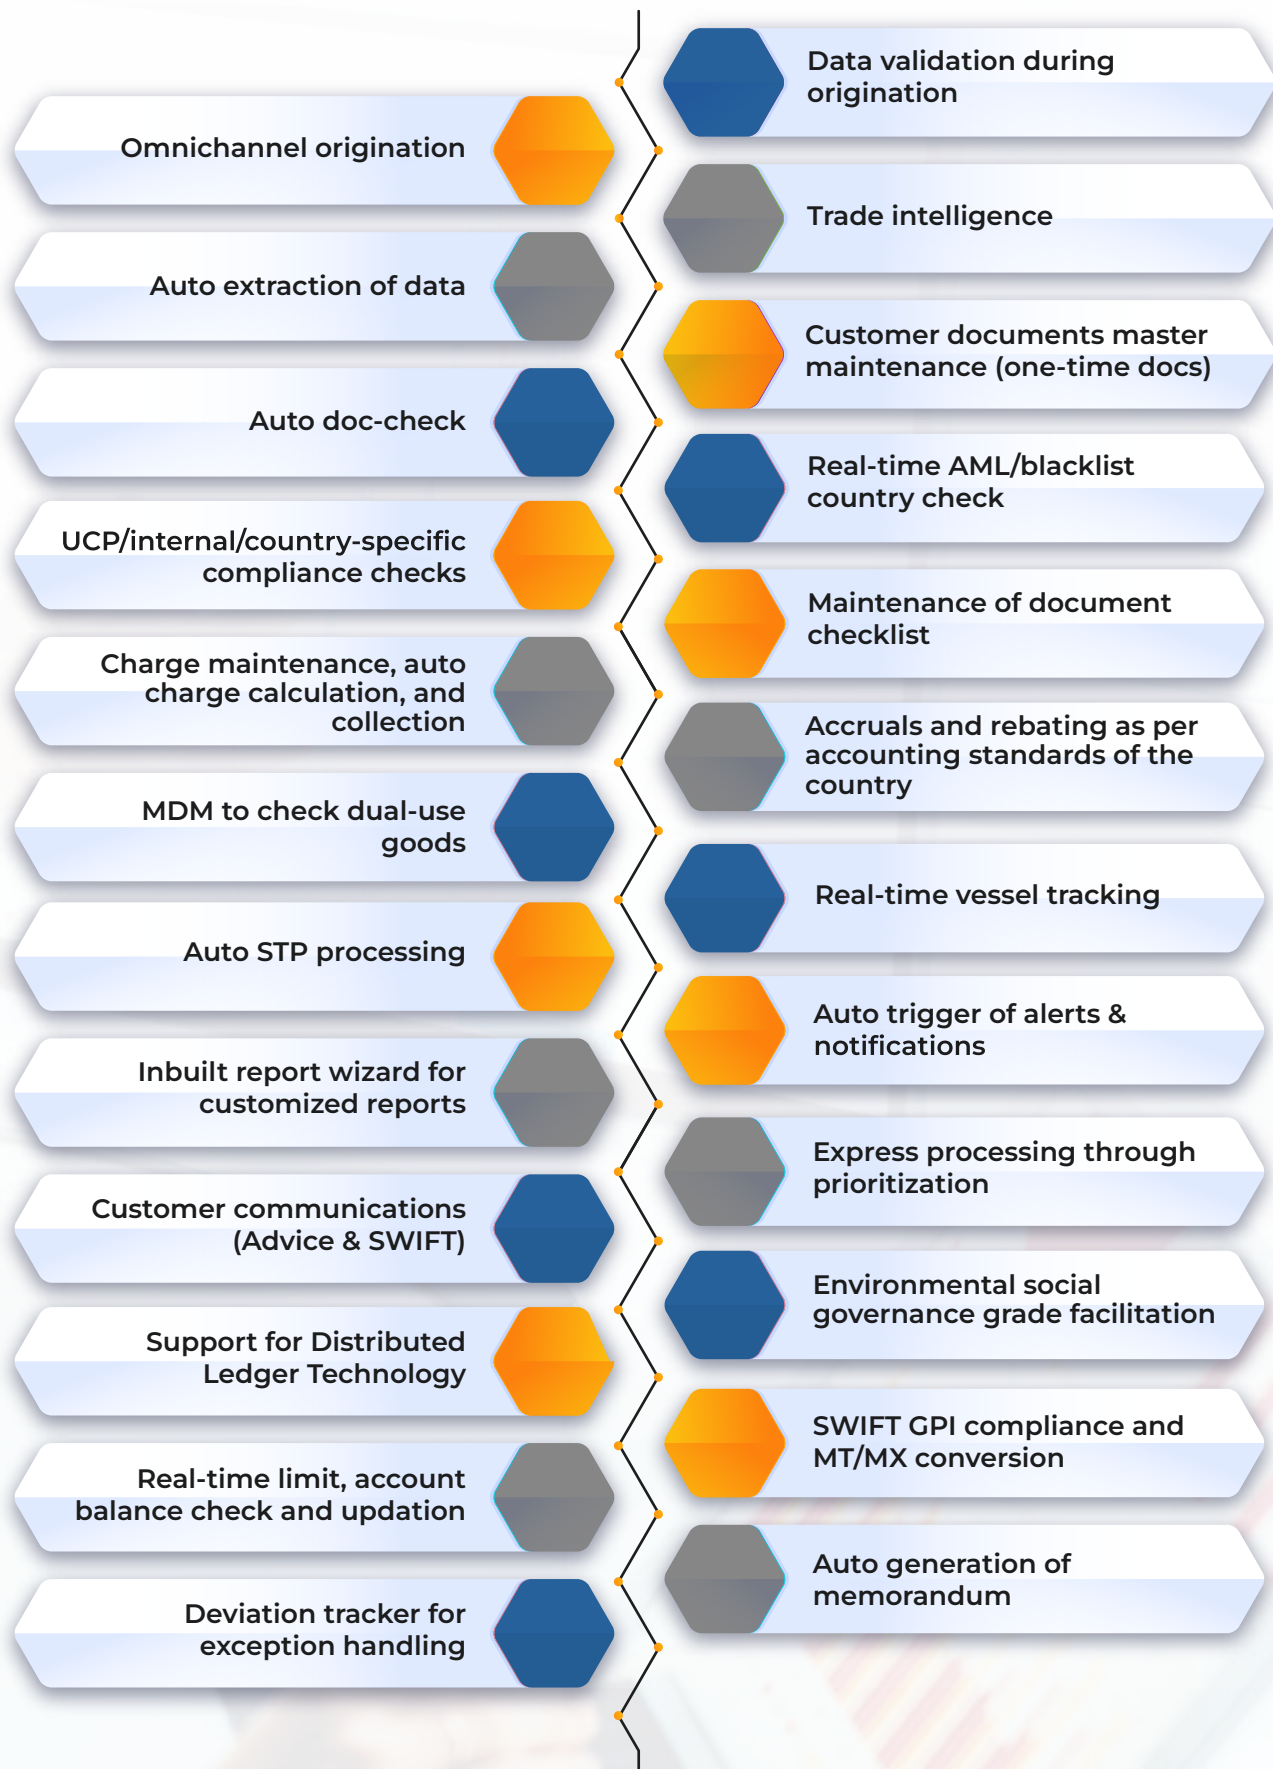 Data validation during
origination
Omnichannel origination
Trade intelligence
Auto extraction of data
Customer documents master
maintenance (one-time docs)
Auto doc-check
Real-time AML/blacklist
country check
UCP/internal/country-specific
compliance checks
Maintenance of document
checklist
Charge maintenance, auto
charge calculation, and
collection
Accruals and rebating as per
accounting standards of the
country
MDM to check dual-use
goods
Real-time vessel tracking
Auto STP processing
Auto trigger of alerts &
notifications
Inbuilt report wizard for
customized reports
Express processing through
prioritization
Customer communications
(Advice & SWIFT)
Environmental social
governance grade facilitation
Support for Distributed
Ledger Technology
SWIFT GPI compliance and
MT/MX conversion
Real-time limit, account
balance check and updation
Auto generation of
memorandum
Deviation tracker for
exception handling